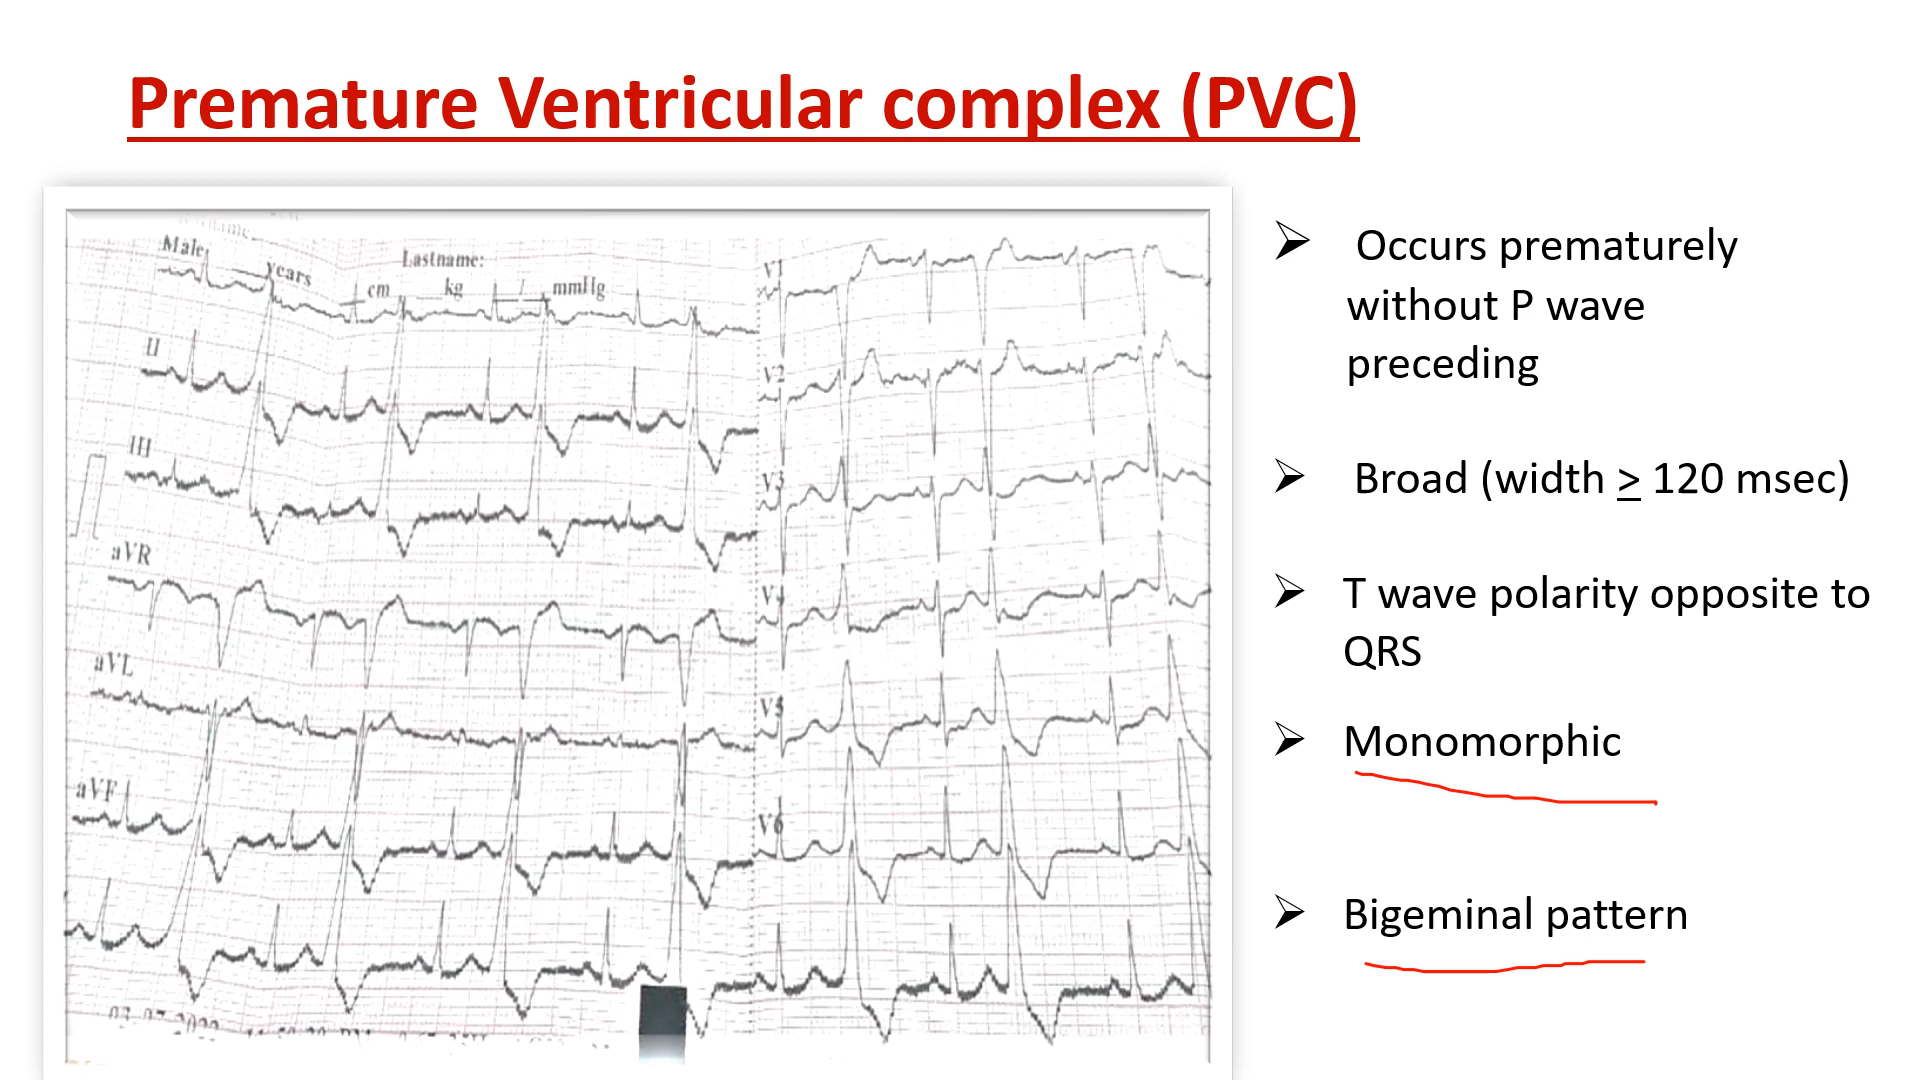 Premature Ventricular complex (PVC)
Male
years
Lastname:
cm
kg
/
mmHg
II
III
aVR
aVL
aVF
V1
V2
V3
V4
V5
V6
Occurs prematurely
without P wave
preceding
Broad (width ≥ 120 msec)
T wave polarity opposite to
QRS
Monomorphic
Bigeminal pattern